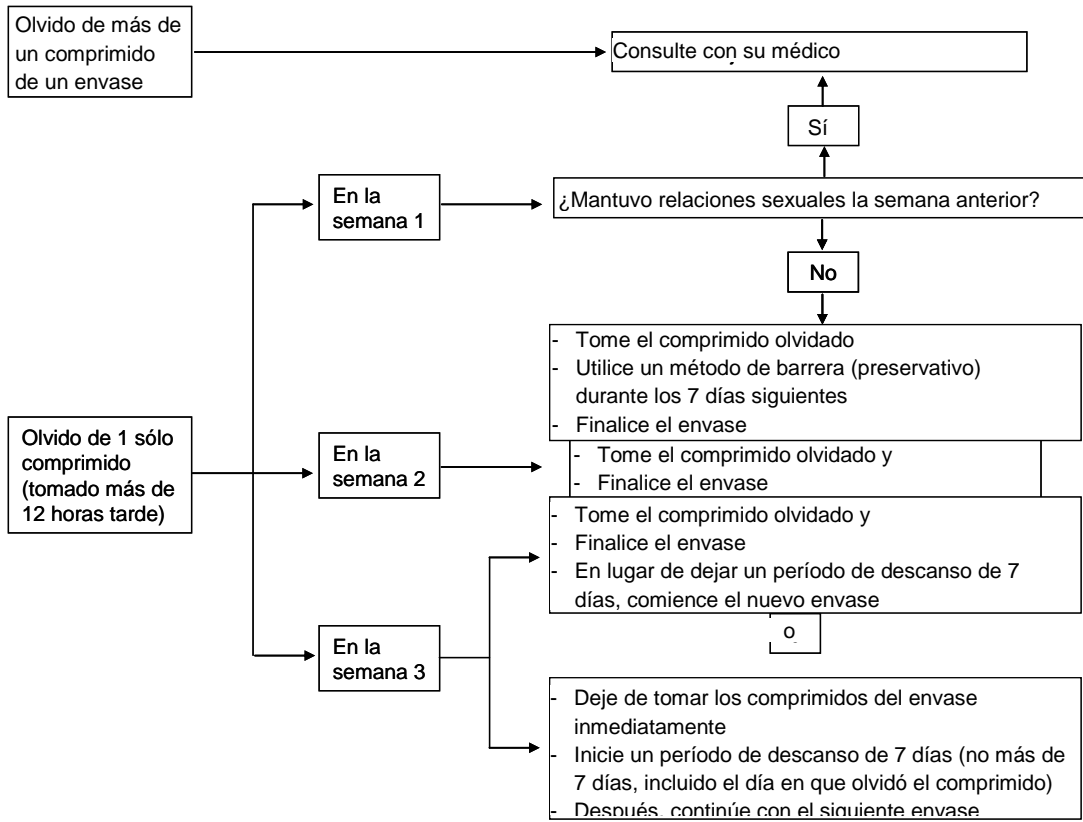 Olvido de más de
un comprimido
de un envase
Consulte con su médico
Sí
En la
semana 1
¿Mantuvo relaciones sexuales la semana anterior?
No
- Tome el comprimido olvidado
- Utilice un método de barrera (preservativo)
durante los 7 días siguientes
- Finalice el envase
Olvido de 1 sólo
comprimido
(tomado más de
12 horas tarde)
En la
semana 2
- Tome el comprimido olvidado y
- Finalice el envase
- Tome el comprimido olvidado y
- Finalice el envase
- En lugar de dejar un período de descanso de 7
días, comience el nuevo envase
o
En la
semana 3
- Deje de tomar los comprimidos del envase
inmediatamente
- Inicie un período de descanso de 7 días (no más de
7 días, incluido el día en que olvidó el comprimido)
- Después, continúe con el siguiente envase